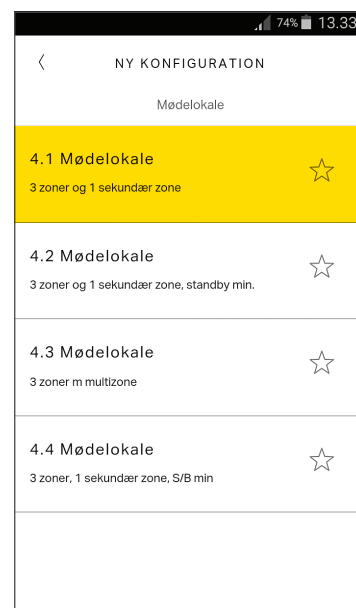 74% 13.33
NY KONFIGURATION
Mødelokale
4.1 Mødelokale
3 zoner og 1 sekundær zone
4.2 Mødelokale
3 zoner og 1 sekundær zone, standby min.
4.3 Mødelokale
3 zoner m multizone
4.4 Mødelokale
3 zoner, 1 sekundær zone, S/B min